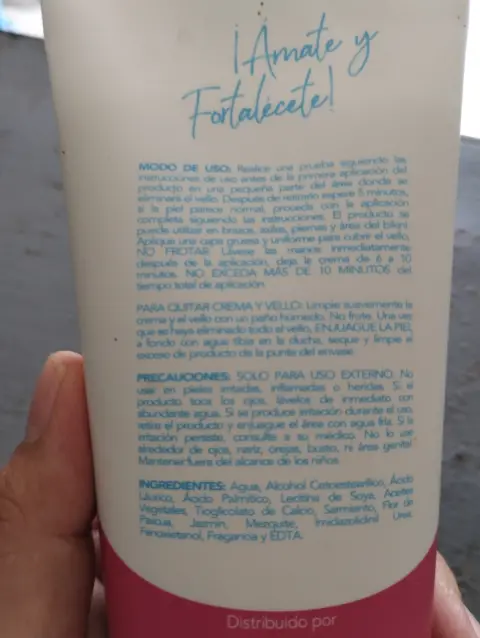 ¡Ámate y
Fortalécete!
MODO DE USO: Realice una prueba siguiendo las
instrucciones de uso antes de la primera aplicación del
producto en una pequeña parte del área donde se
eliminará el vello. Después de retirarlo espere 5 minutos,
si la piel parece normal, proceda con la aplicación
completa siguiendo las instrucciones. El producto se
puede utilizar en brazos, axilas, piernas y área del bikini.
Aplique una capa gruesa y uniforme para cubrir el vello,
NO FROTAR. Lávese las manos inmediatamente
después de la aplicación, deja la crema de 6 a 10
minutos. NO EXCEDA MÁS DE 10 MINUTOS del
tiempo total de aplicación.
PARA QUITAR CREMA Y VELLO: Limpie suavemente la
crema y el vello con un paño húmedo. No frote. Una vez
que se haya eliminado todo el vello, ENJUAGUE LA PIEL
a fondo con agua tibia en la ducha, seque y limpie el
exceso de producto de la punta del envase.
PRECAUCIONES: SOLO PARA USO EXTERNO. No
usar en pieles irritadas, inflamadas o heridas. Si el
producto toca los ojos, lávelos de inmediato con
abundante agua. Si se produce irritación durante el uso,
retire el producto y enjuague el área con agua fría. Si la
irritación persiste, consulte a su médico. No lo use
alrededor de ojos, nariz, orejas, busto, ni área genital
Mantener fuera del alcance de los niños.
INGREDIENTES: Agua, Alcohol Cetoestearílico, Ácido
Láurico, Ácido Palmítico, Lecitina de Soya, Aceites
Vegetales, Tioglicolato de Calcio, Sarmiento, Flor de
Pascua, Jazmín, Mezquite, Imidazolidinil Urea,
Fenoxietanol, Fragancia y EDTA.
Distribuido por